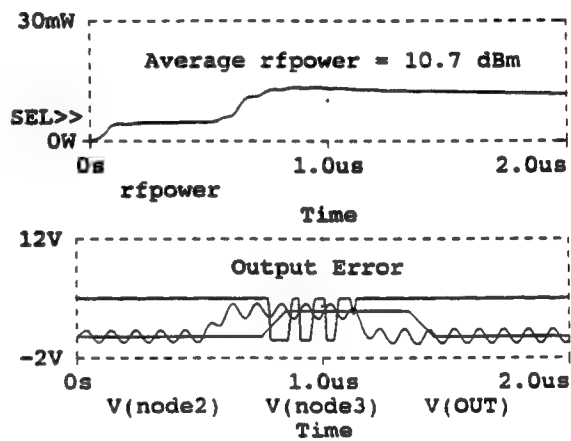 30mW
Average rfpower = 10.7 dBm
SEL>>
0W
0s 1.0us 2.0us
rfpower
Time
12V
Output Error
-2V
0s 1.0us 2.0us
V(node2) V(node3) V(OUT)
Time